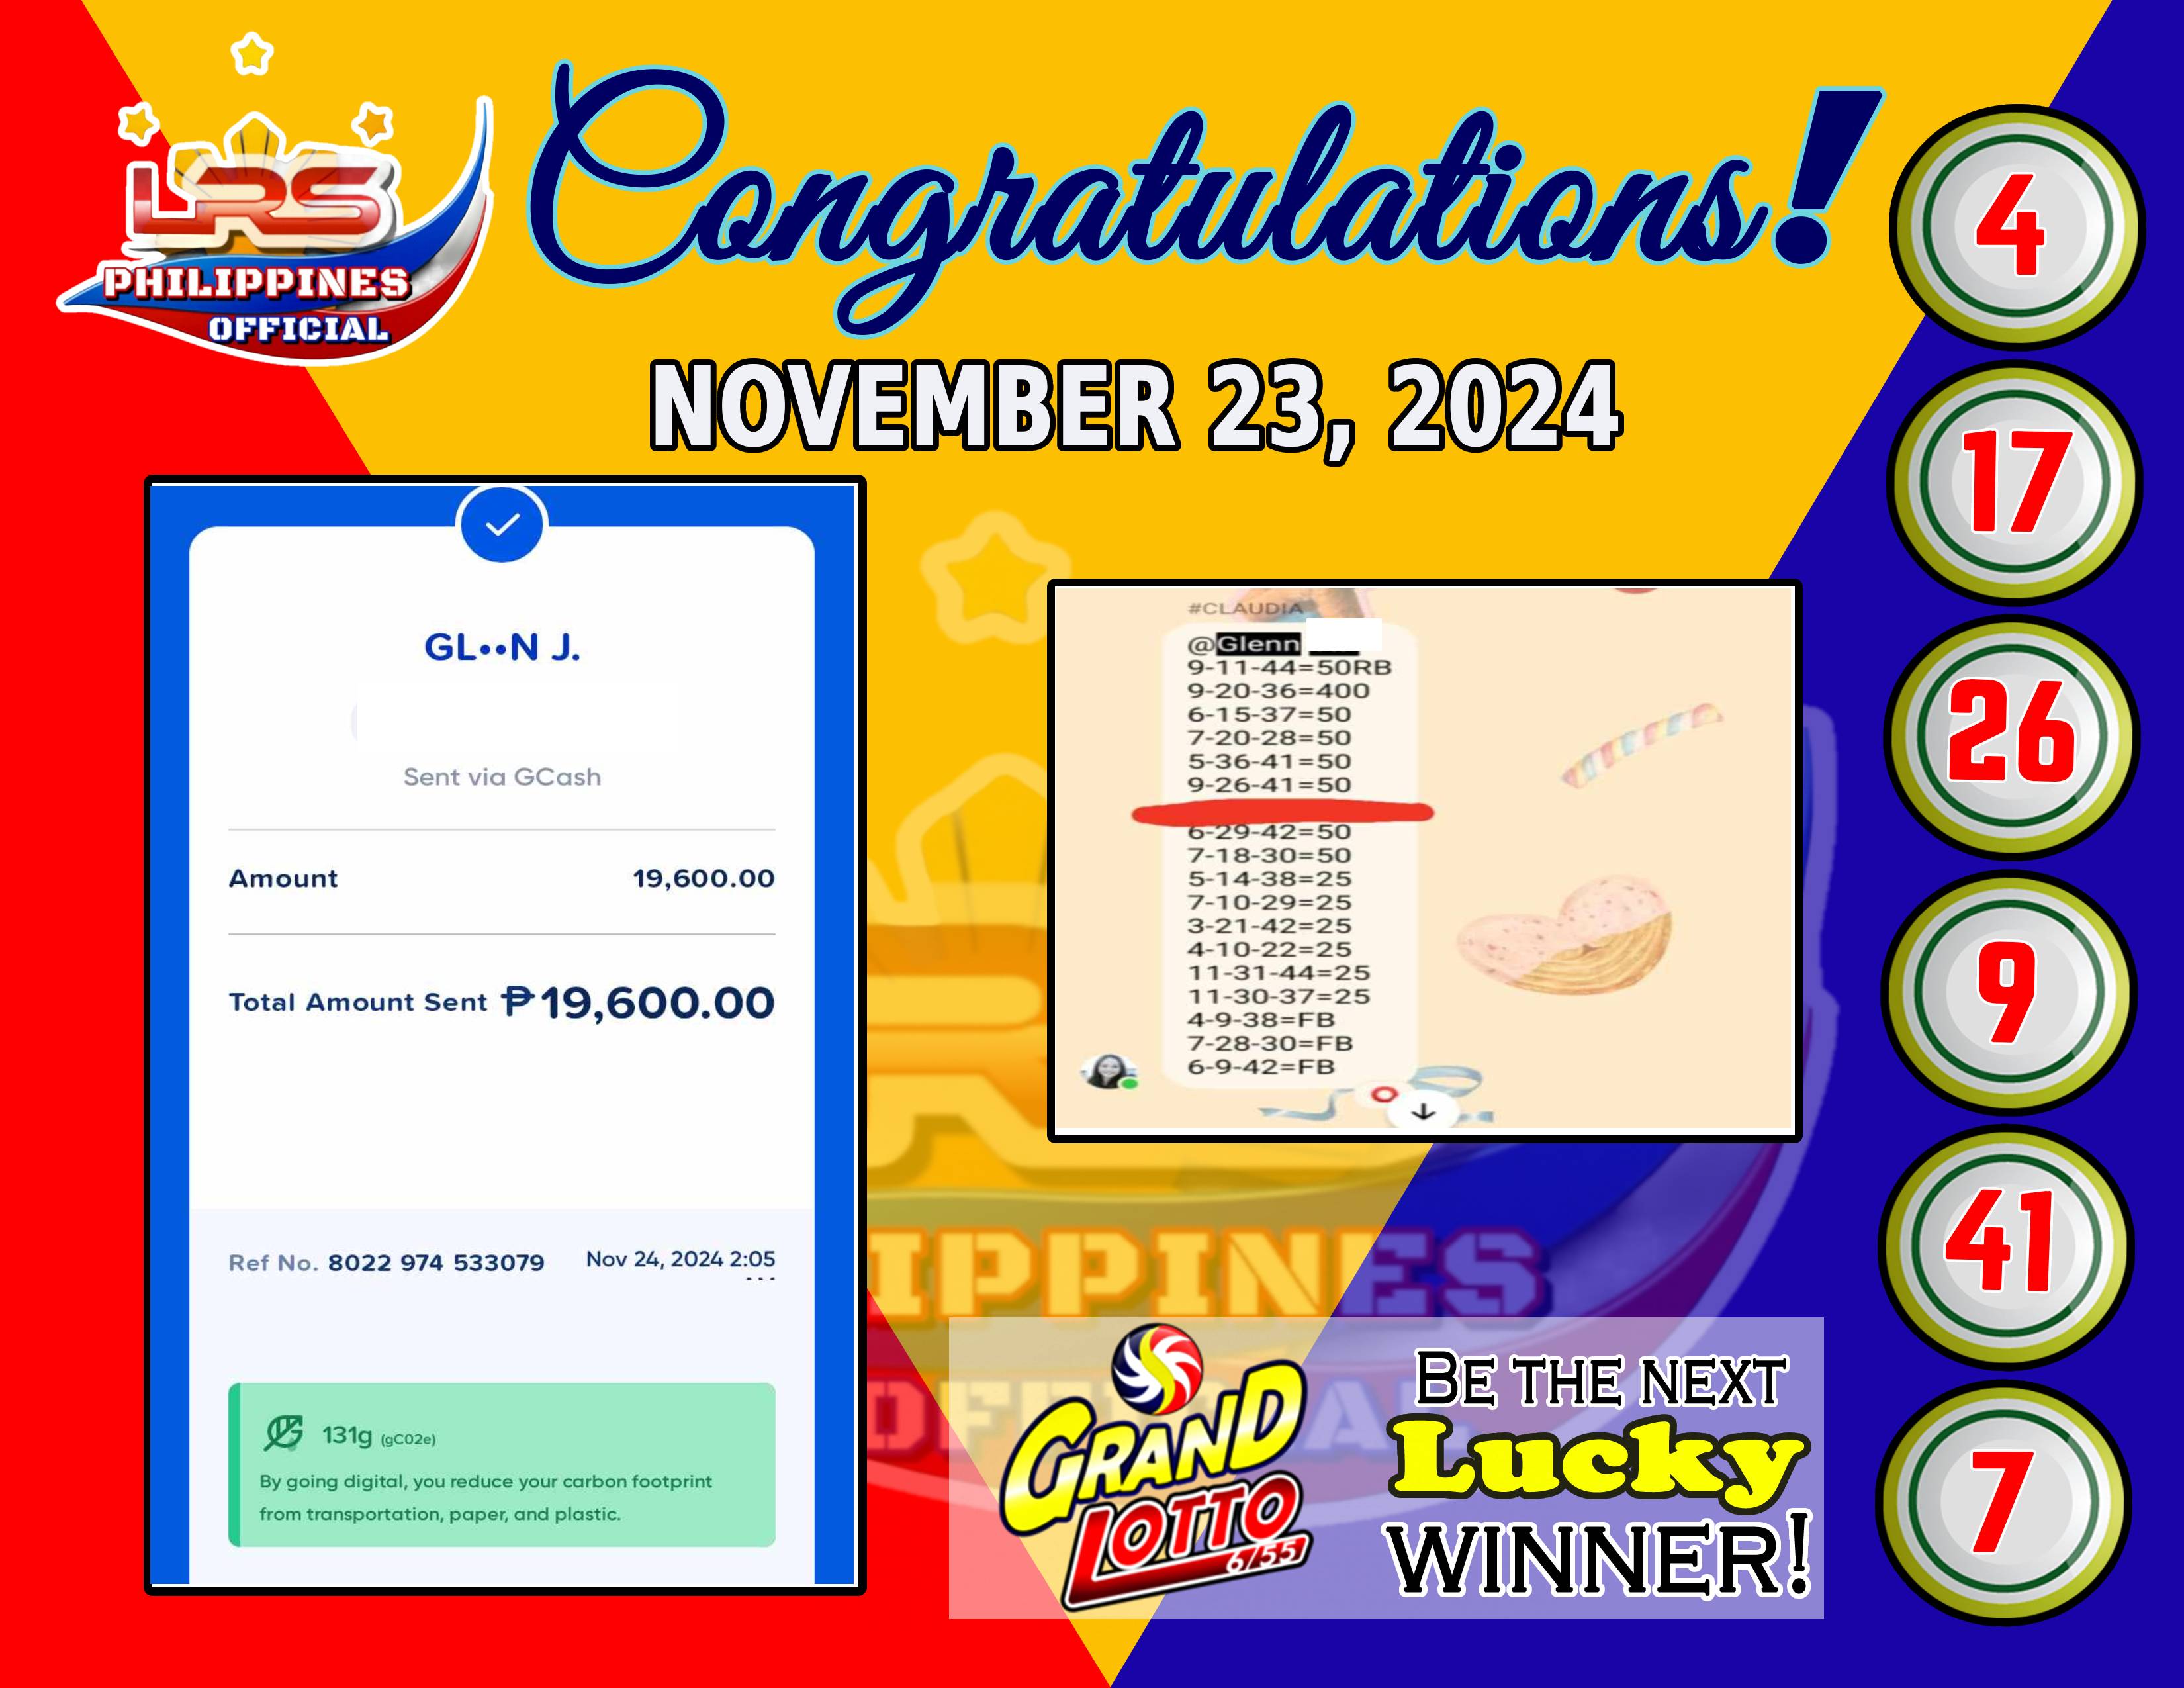 LRS
PHILIPPINES
OFFICIAL
Congratulations!
NOVEMBER 23, 2024
GL••N J.
Sent via GCash
Amount 19,600.00
Total Amount Sent ₱19,600.00
Ref No. 8022 974 533079 Nov 24, 2024 2:05
131g (gCO2e)
By going digital, you reduce your carbon footprint
from transportation, paper, and plastic.
#CLAUDIA
@Glenn
9-11-44=50RB
9-20-36=400
6-15-37=50
7-20-28=50
5-36-41=50
9-26-41=50
6-29-42=50
7-18-30=50
5-14-38=25
7-10-29=25
3-21-42=25
4-10-22=25
11-31-44=25
11-30-37=25
4-9-38=FB
7-28-30=FB
6-9-42=FB
GRAND
LOTTO
6/55
BE THE NEXT
Lucky
WINNER!
4
17
26
9
41
7